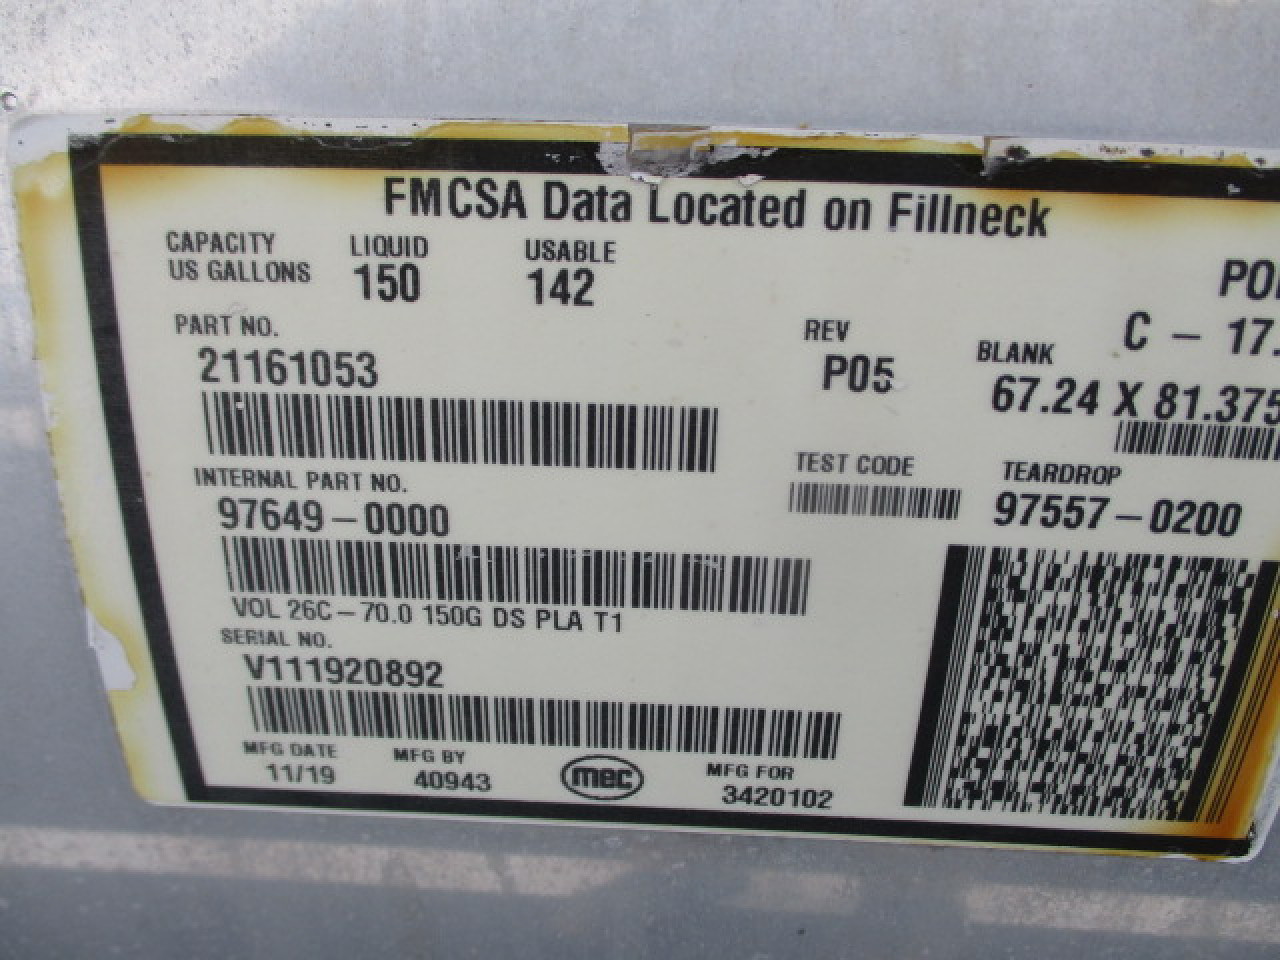 FMCSA Data Located on Fillneck
CAPACITY
US GALLONS
LIQUID
150
USABLE
142
PART NO.
21161053
REV
P05
C - 17.
BLANK
67.24 X 81.375
INTERNAL PART NO.
97649-0000
TEST CODE
TEARDROP
97557-0200
VOL 26C-70.0 150G DS PLA T1
SERIAL NO.
V111920892
MFG DATE
11/19
MFG BY
40943
mec
MFG FOR
3420102